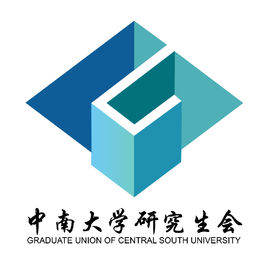 中南大学研究生会
GRADUATE UNION OF CENTRAL SOUTH UNIVERSITY